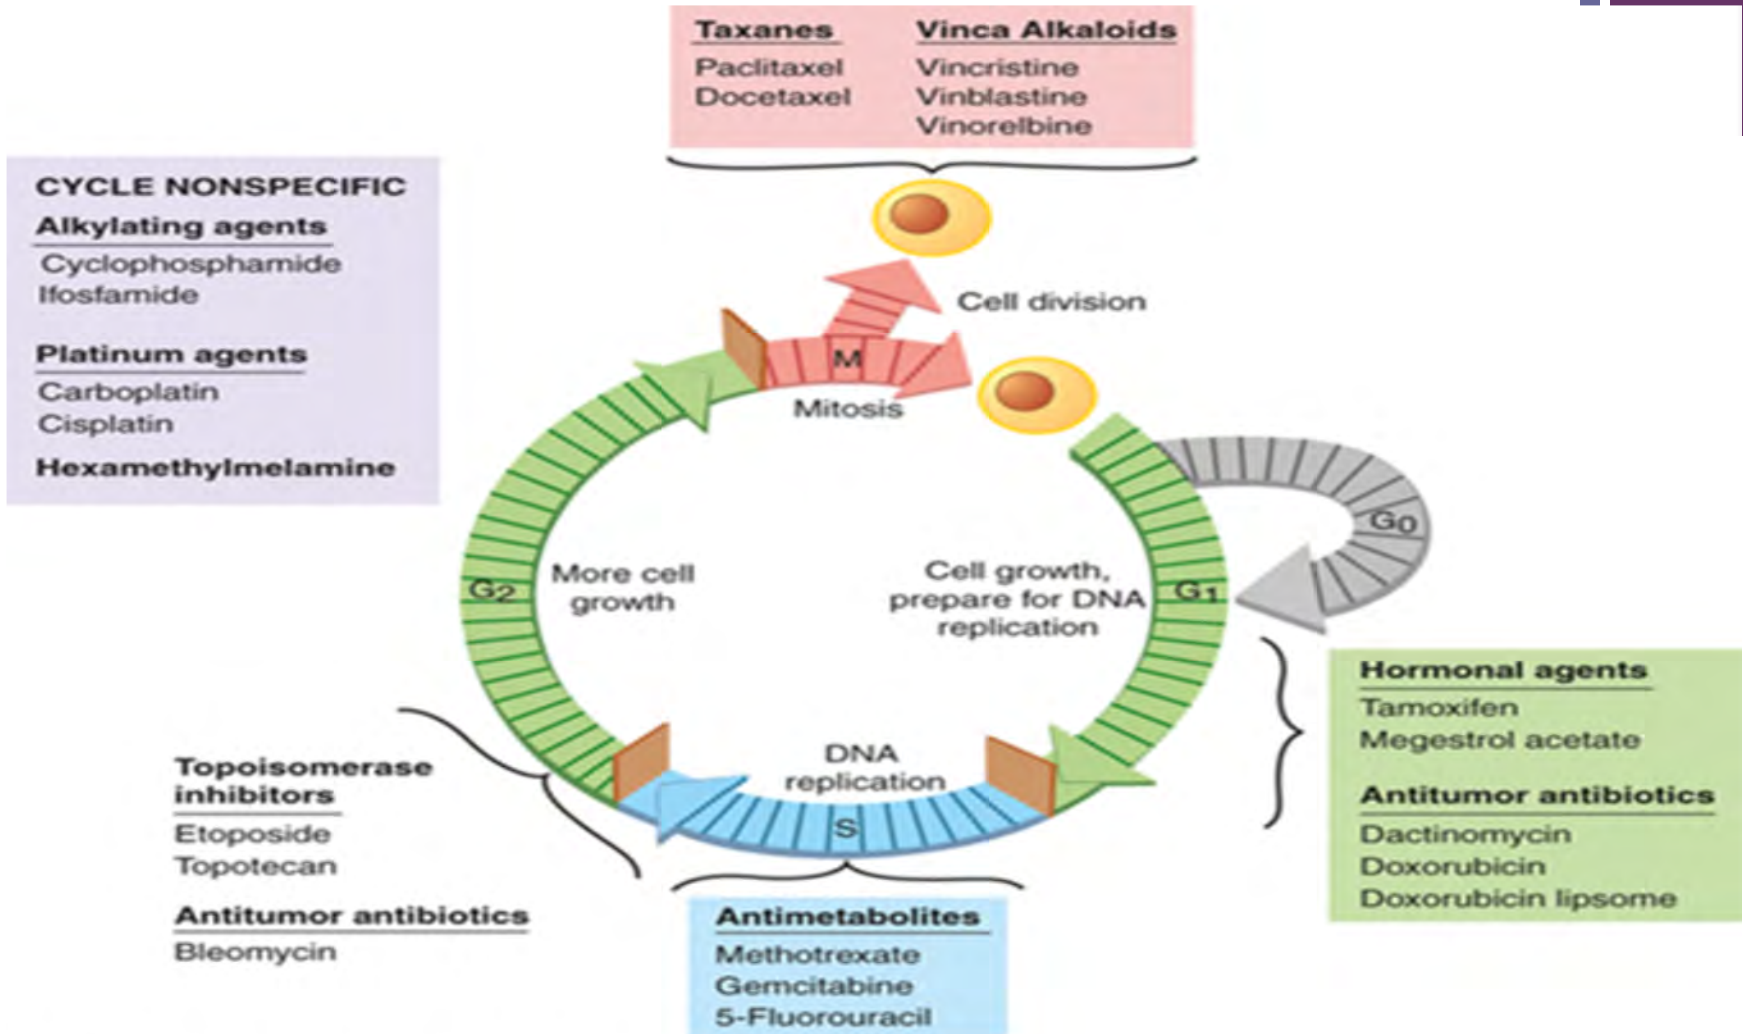 Taxanes
Paclitaxel
Docetaxel
Vinca Alkaloids
Vincristine
Vinblastine
Vinorelbine
CYCLE NONSPECIFIC
Alkylating agents
Cyclophosphamide
Ifosfamide
Platinum agents
Carboplatin
Cisplatin
Hexamethylmelamine
Cell division
M
Mitosis
G0
G2
More cell
growth
Cell growth,
prepare for DNA
replication
G1
Hormonal agents
Tamoxifen
Megestrol acetate
Antitumor antibiotics
Dactinomycin
Doxorubicin
Doxorubicin lipsome
DNA
replication
S
Topoisomerase
inhibitors
Etoposide
Topotecan
Antitumor antibiotics
Bleomycin
Antimetabolites
Methotrexate
Gemcitabine
5-Fluorouracil